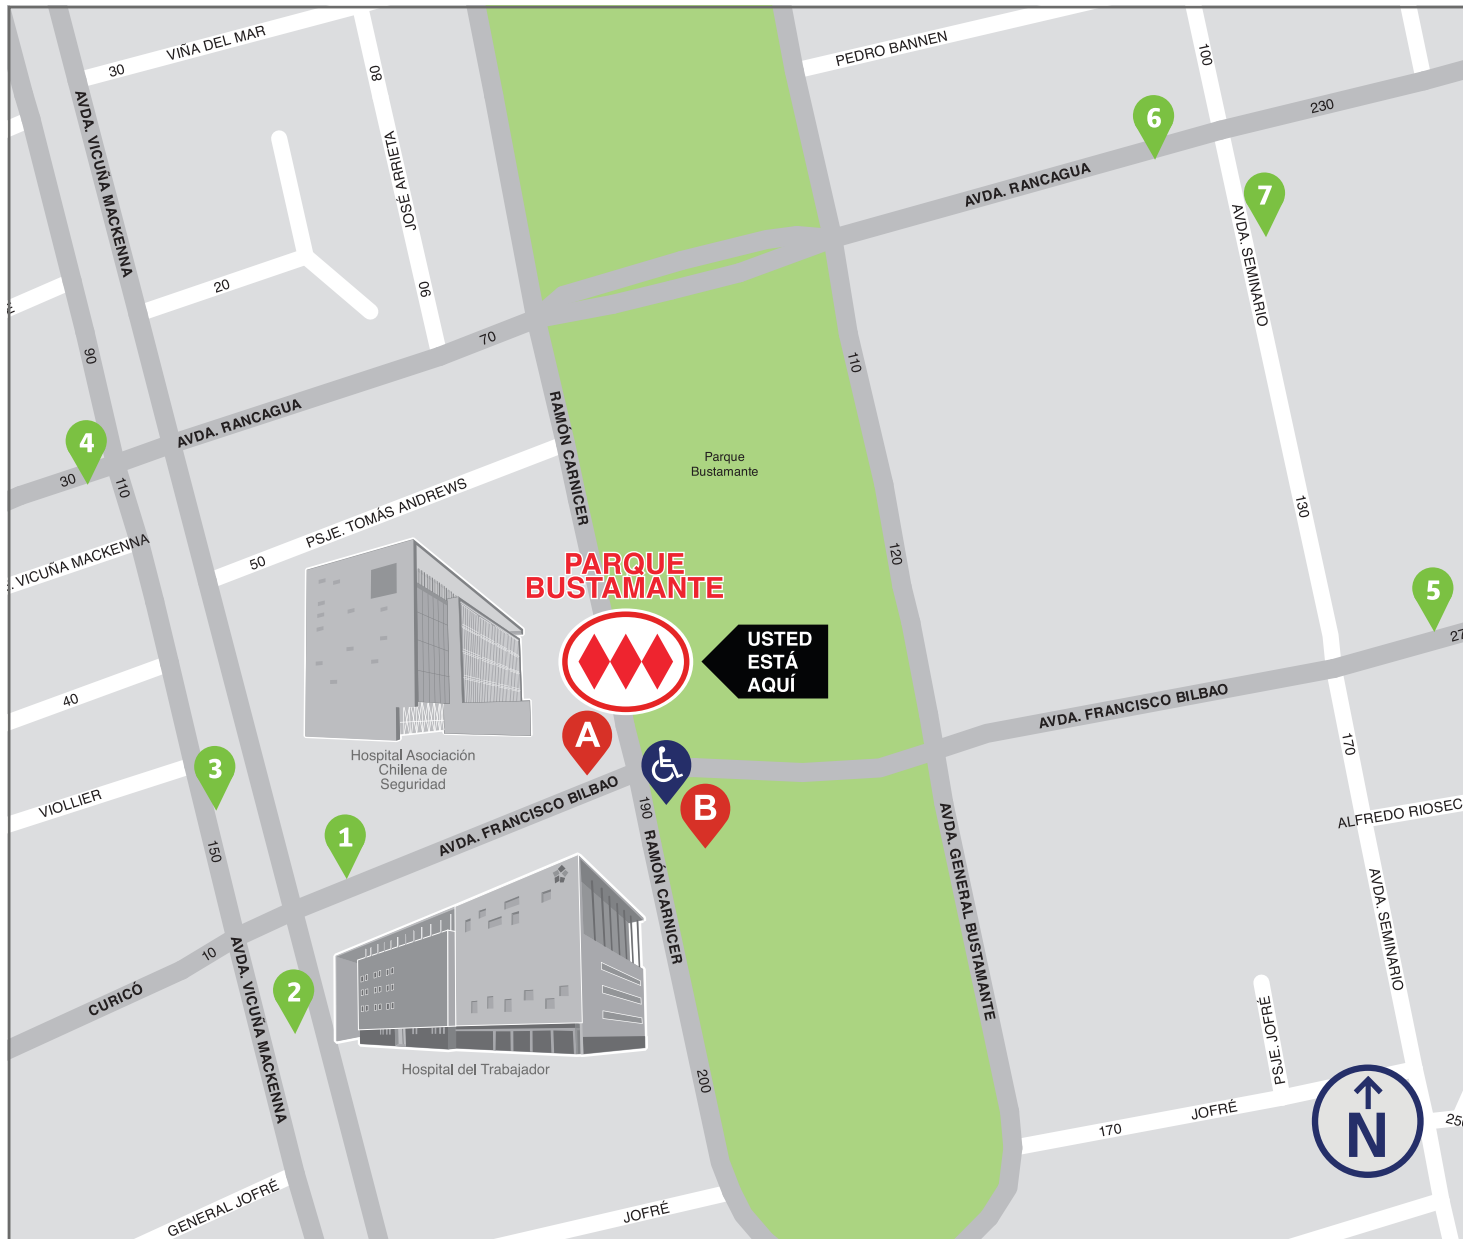 VIÑA DEL MAR
30
80
PEDRO BANNEN
100
230
6
AVDA. VICUÑA MACKENNA
JOSÉ ARRIETA
AVDA. RANCAGUA
7
AVDA. SEMINARIO
20
90
70
90
110
AVDA. RANCAGUA
RAMÓN CARNICER
4
30
110
Parque
Bustamante
PSJE. TOMÁS ANDREWS
50
. VICUÑA MACKENNA
130
120
PARQUE
BUSTAMANTE
5
27
USTED
ESTÁ
AQUÍ
40
AVDA. FRANCISCO BILBAO
A
170
Hospital Asociación
Chilena de
Seguridad
3
VIOLLIER
B
190
AVDA. FRANCISCO BILBAO
1
150
ALFREDO RIOSEC
RAMÓN CARNICER
AVDA. GENERAL BUSTAMANTE
AVDA. SEMINARIO
10
CURICÓ
2
AVDA. VICUÑA MACKENNA
Hospital del Trabajador
200
PSJE. JOFRÉ
JOFRÉ
170
N
250
GENERAL JOFRÉ
JOFRÉ